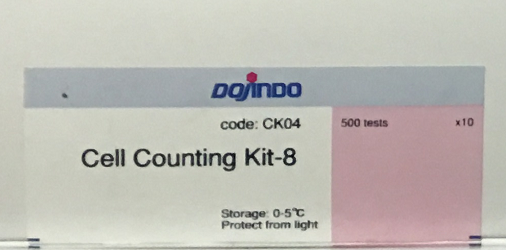 DOJINDO
code: CK04
500 tests x10
Cell Counting Kit-8
Storage: 0-5℃
Protect from light